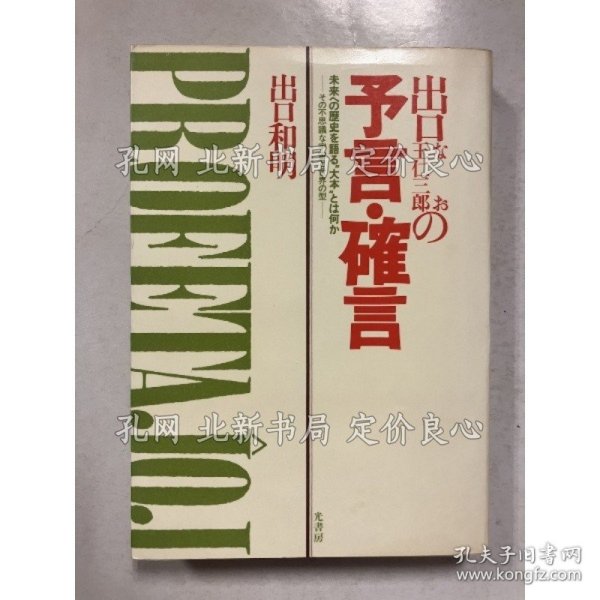 出口なお
王仁三郎の
予言・確言
未来への歴史を語る"大本"とは何か
出口和明
PROFETAĴO.J
光書房
孔网 北新书局 定价良心
孔网 北新书局 定价良心
孔夫子旧书网
www.kongfz.com